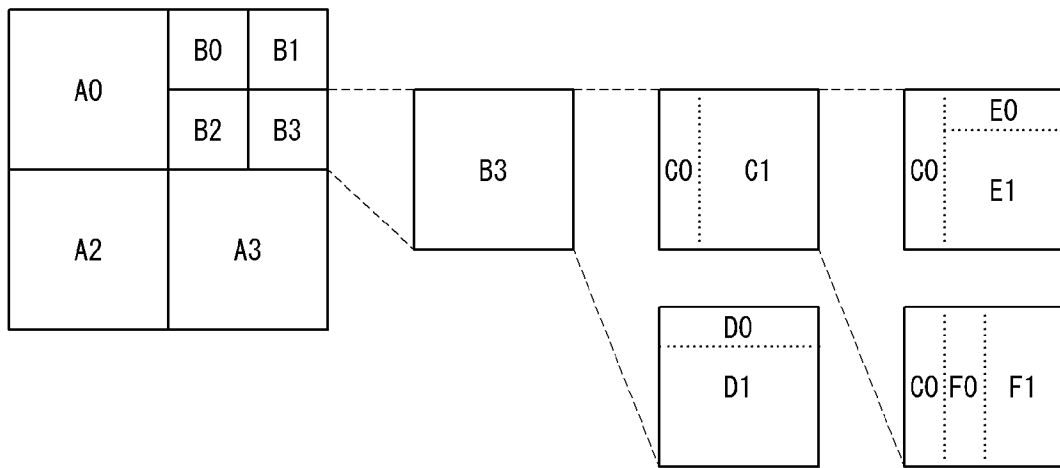 A0
B0 B1
B2 B3
A2 A3
B3
C0 C1
C0 E0
E1
D0
D1
C0 F0 F1